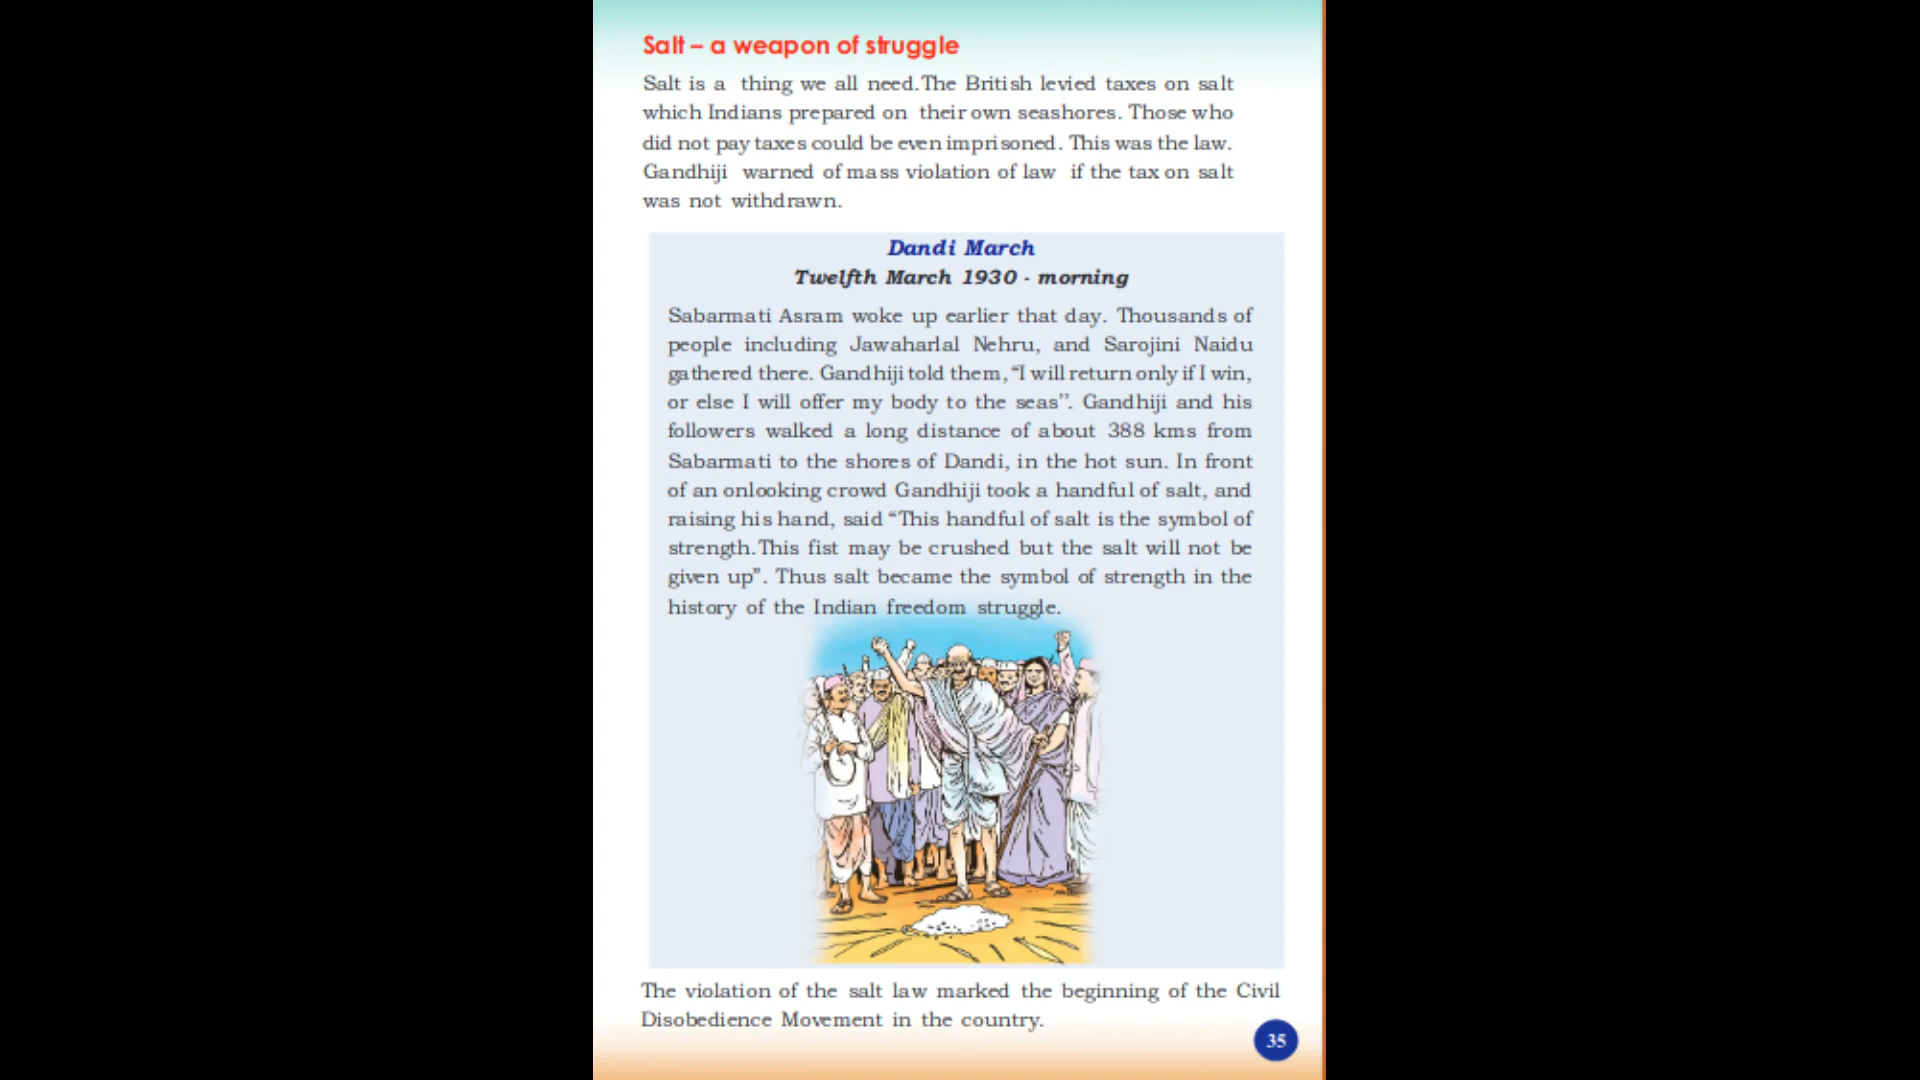 Salt – a weapon of struggle
Salt is a thing we all need.The British levied taxes on salt
which Indians prepared on their own seashores. Those who
did not pay taxes could be even imprisoned. This was the law.
Gandhiji warned of mass violation of law if the tax on salt
was not withdrawn.
Dandi March
Twelfth March 1930 - morning
Sabarmati Asram woke up earlier that day. Thousands of
people including Jawaharlal Nehru, and Sarojini Naidu
gathered there. Gandhiji told them, “I will return only if I win,
or else I will offer my body to the seas’’. Gandhiji and his
followers walked a long distance of about 388 kms from
Sabarmati to the shores of Dandi, in the hot sun. In front
of an onlooking crowd Gandhiji took a handful of salt, and
raising his hand, said “This handful of salt is the symbol of
strength.This fist may be crushed but the salt will not be
given up”. Thus salt became the symbol of strength in the
history of the Indian freedom struggle.
The violation of the salt law marked the beginning of the Civil
Disobedience Movement in the country.
35